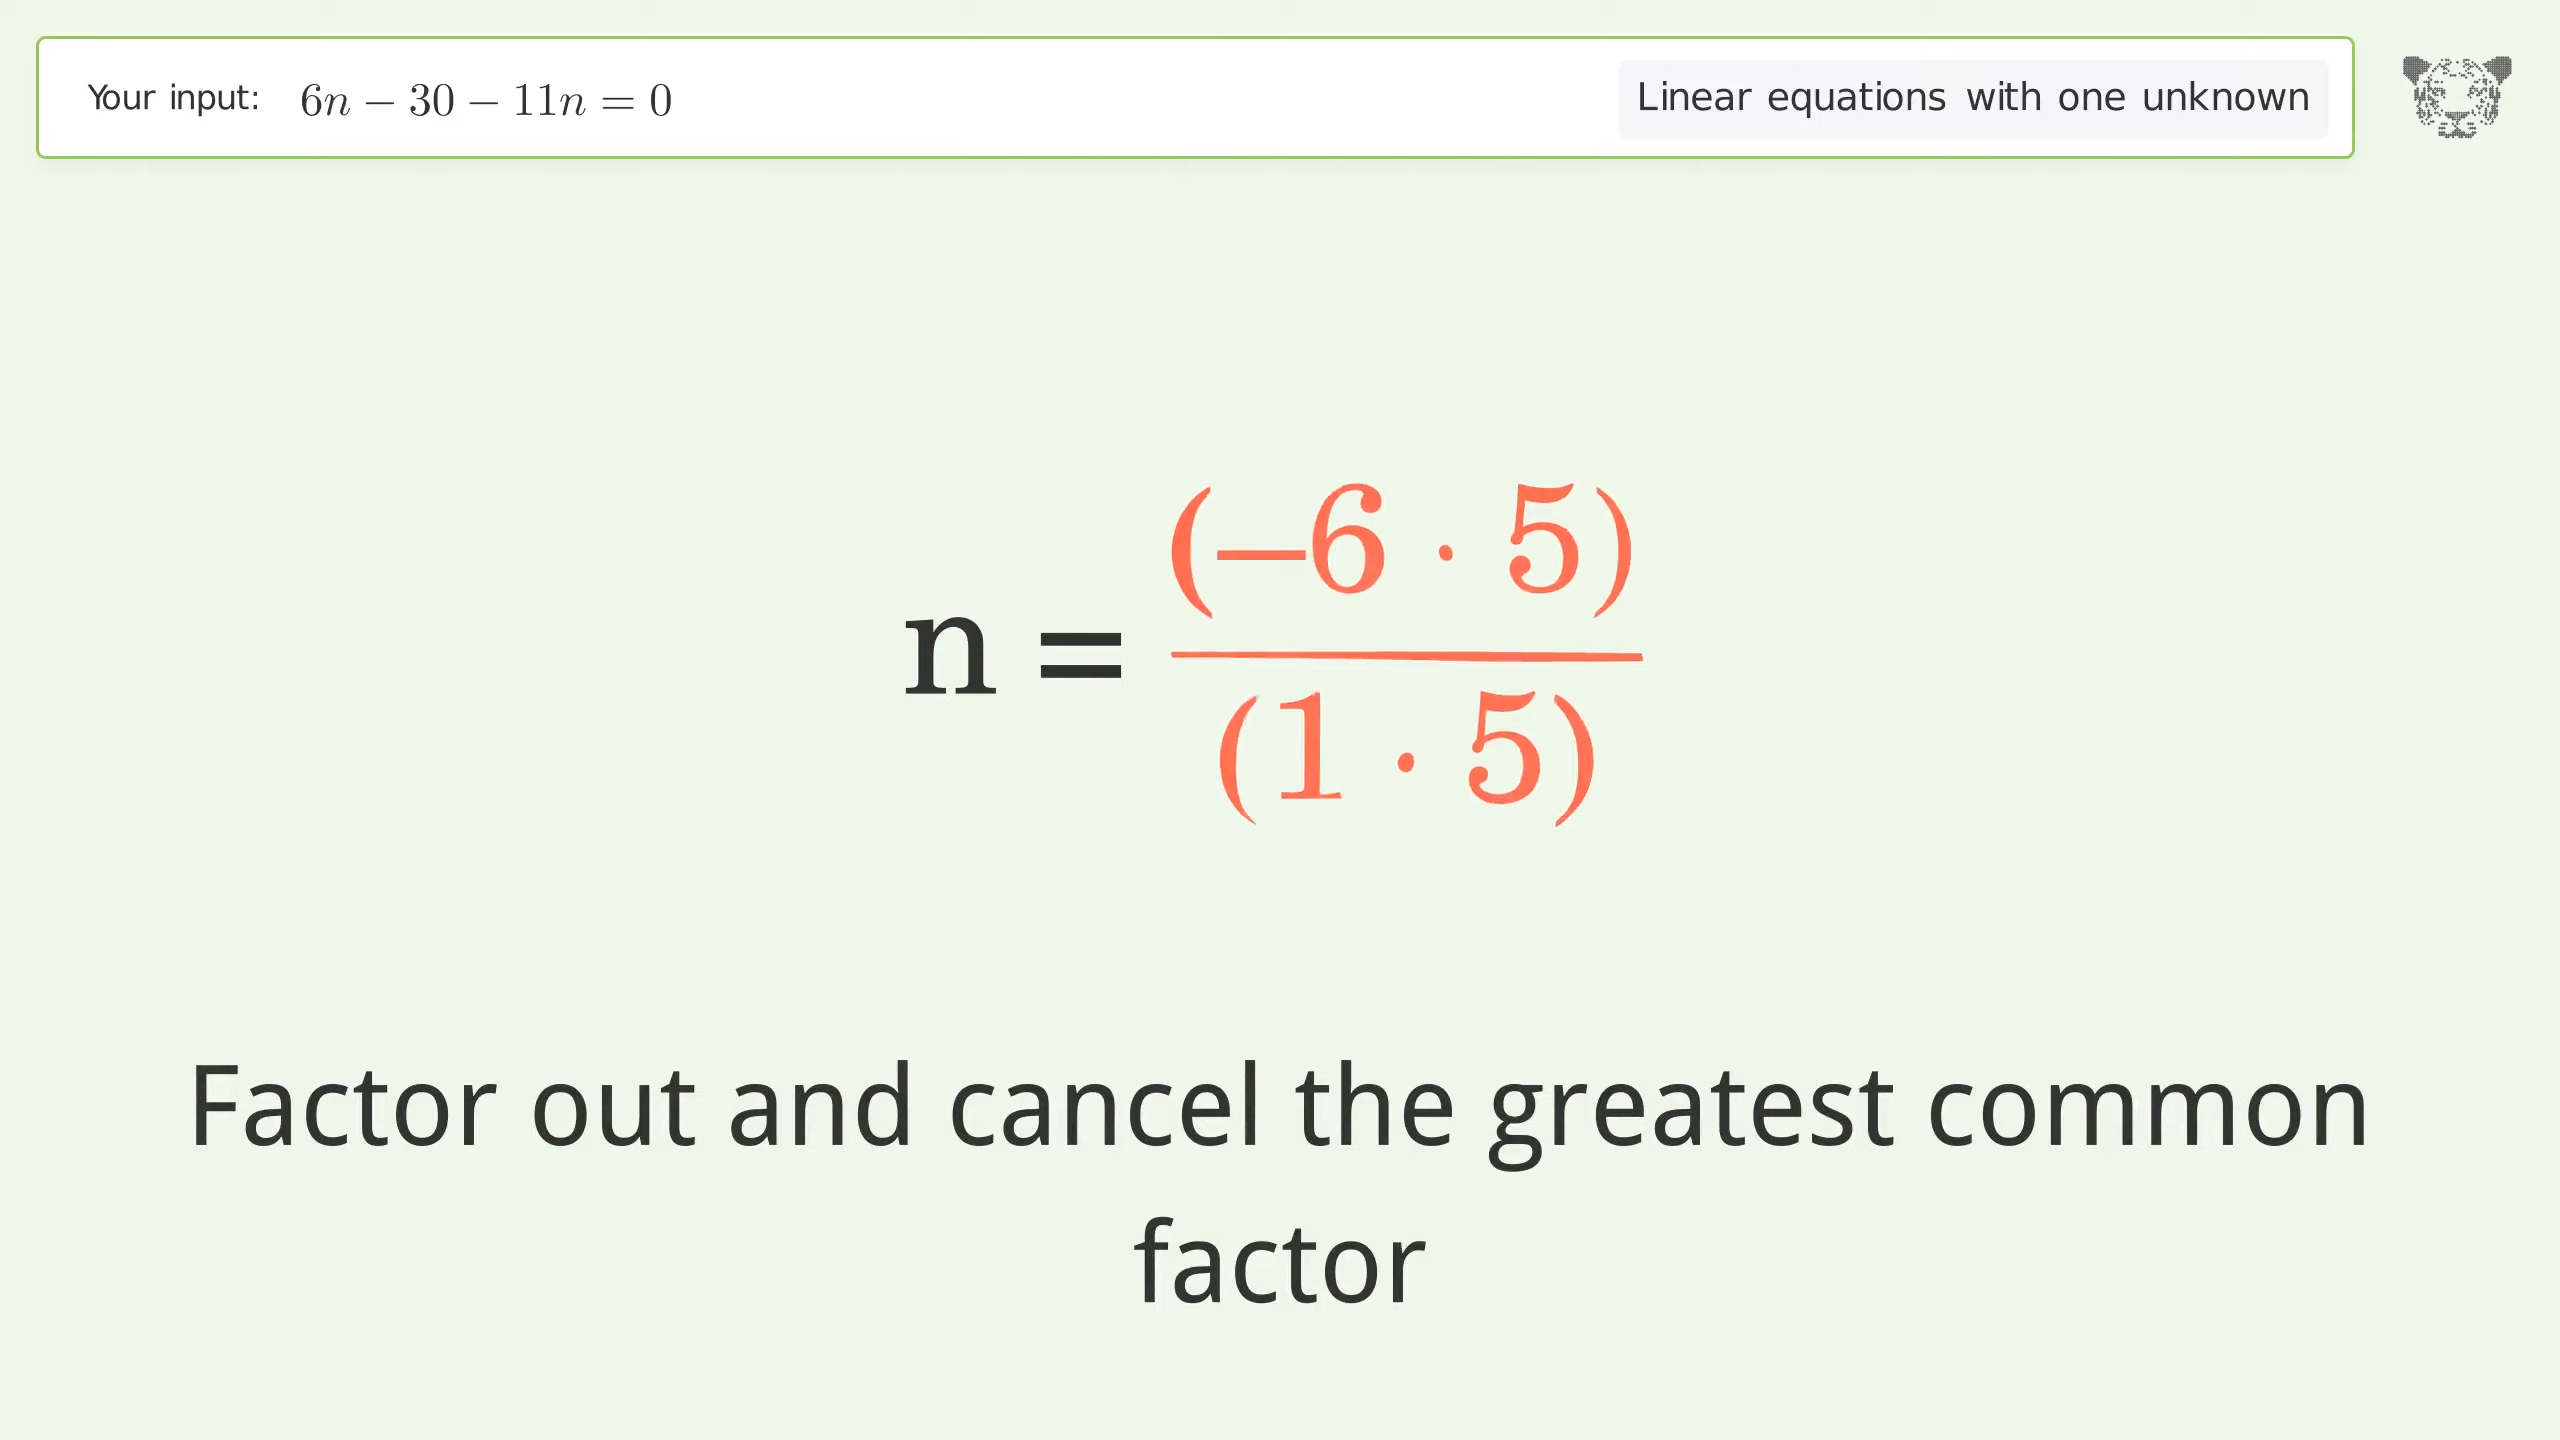 Your input: 6n − 30 − 11n = 0
Linear equations with one unknown
n = (−6 · 5)
(1 · 5)
Factor out and cancel the greatest common
factor